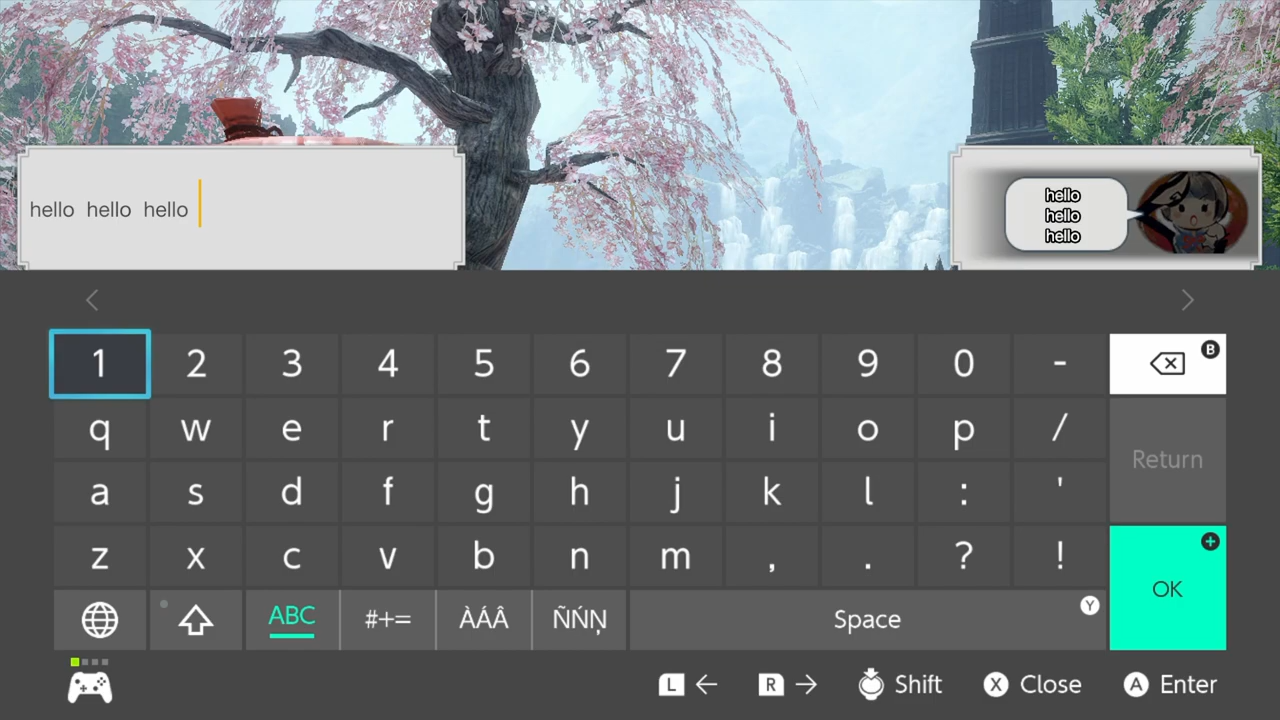 hello  hello  hello
hello
hello
hello
1 2 3 4 5 6 7 8 9 0 - B
q w e r t y u i o p / Return
a s d f g h j k l : '
z x c v b n m , . ? ! + OK
ABC #+= ÀÁÂ ÑŃŅ Space Y
L ← R → Shift X Close A Enter